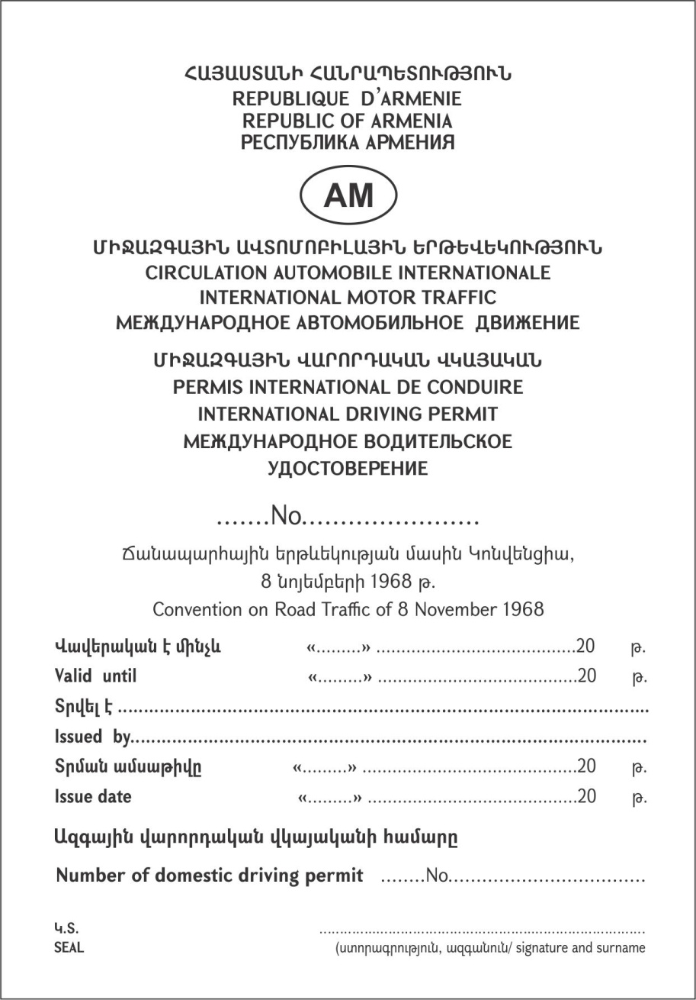 ՀԱՅԱՍՏԱՆԻ ՀԱՆՐԱՊԵՏՈՒԹՅՈՒՆ
REPUBLIQUE D’ARMENIE
REPUBLIC OF ARMENIA
РЕСПУБЛИКА АРМЕНИЯ
AM
ՄԻՋԱԶԳԱՅԻՆ ԱՎՏՈՄՈԲԻԼԱՅԻՆ ԵՐԹԵՎԵԿՈՒԹՅՈՒՆ
CIRCULATION AUTOMOBILE INTERNATIONALE
INTERNATIONAL MOTOR TRAFFIC
МЕЖДУНАРОДНОЕ АВТОМОБИЛЬНОЕ ДВИЖЕНИЕ
ՄԻՋԱԶԳԱՅԻՆ ՎԱՐՈՐԴԱԿԱՆ ՎԿԱՅԱԿԱՆ
PERMIS INTERNATIONAL DE CONDUIRE
INTERNATIONAL DRIVING PERMIT
МЕЖДУНАРОДНОЕ ВОДИТЕЛЬСКОЕ
УДОСТОВЕРЕНИЕ
.......No.......................
Ճանապարհային երթևեկության մասին Կոնվենցիա,
8 նոյեմբերի 1968 թ.
Convention on Road Traffic of 8 November 1968
Վավերական է մինչև «.........» ..........................................20 թ.
Valid until «.........» ..........................................20 թ.
Տրվել է ......................................................................................................
Issued by...................................................................................................
Տրման ամսաթիվը «.........» .............................................20 թ.
Issue date «.........» ............................................20 թ.
Ազգային վարորդական վկայականի համարը
Number of domestic driving permit ........No...................................
Կ.Տ. ................................................................................
SEAL (ստորագրություն, ազգանուն/ signature and surname